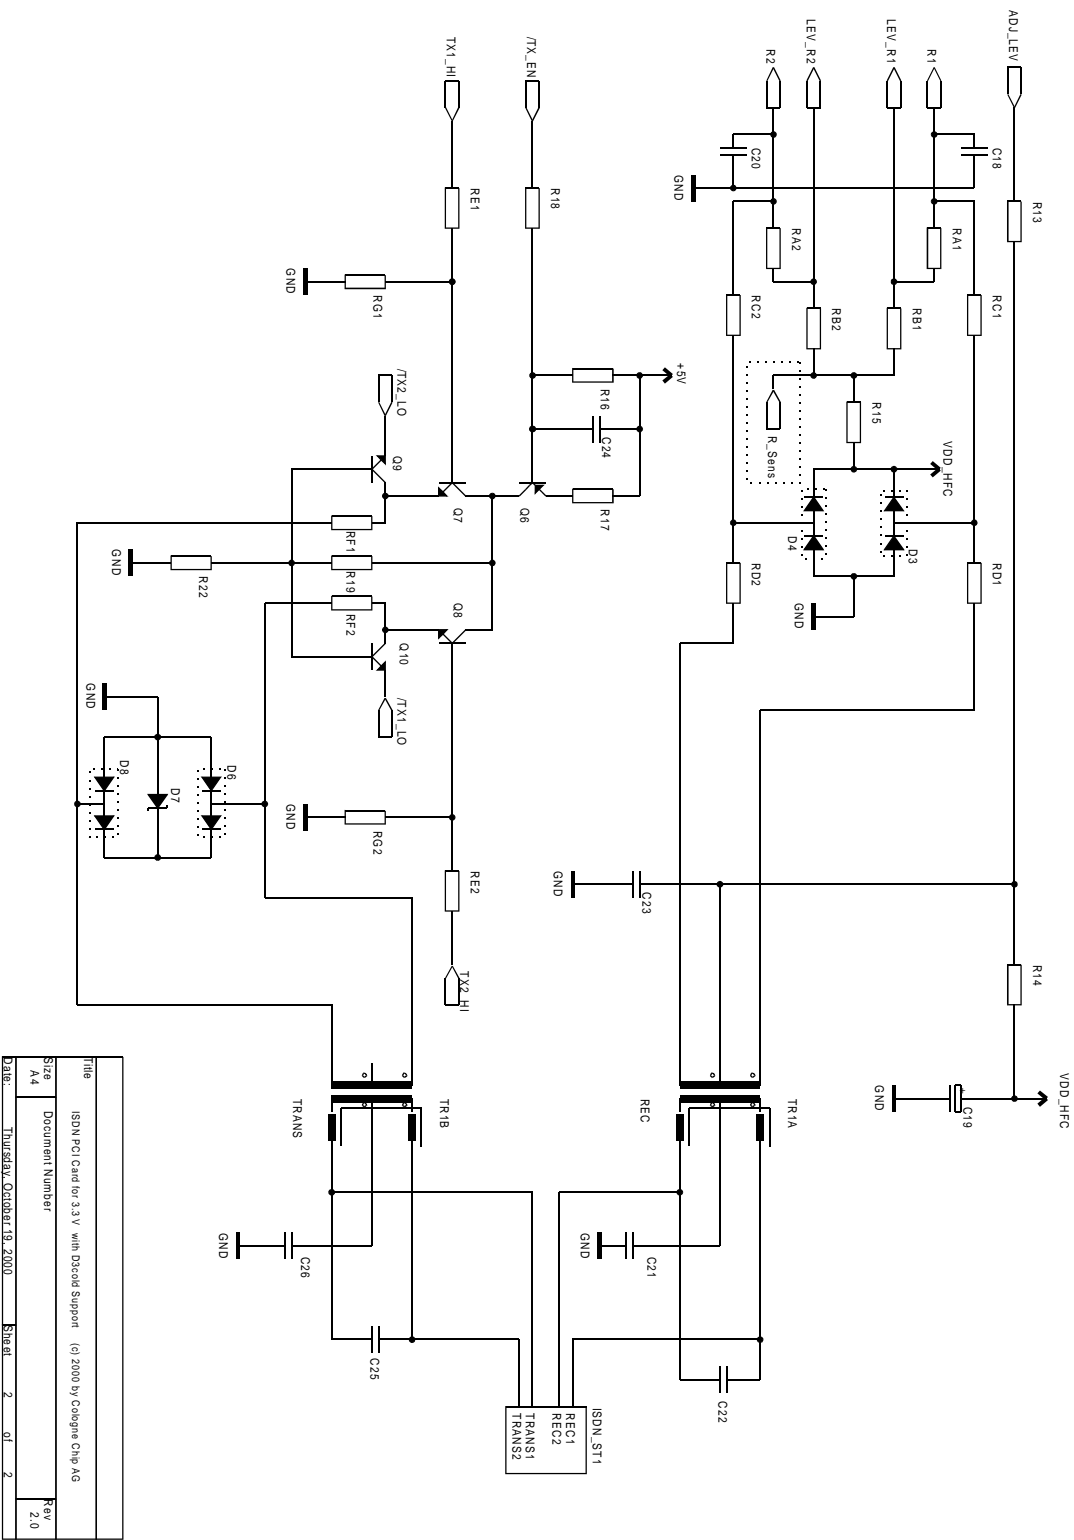 ADJ_LEV
R13
R14
VDD_HFC
C19
GND
R1
C18
LEV_R1
RA1
RC1
RB1
LEV_R2
R2
C20
GND
RA2
RC2
RB2
R_Sens
R15
VDD_HFC
D3
D4
GND
RD1
RD2
C23
GND
TR1A
REC
C21
GND
C22
ISDN_ST1
REC1
REC2
TRANS1
TRANS2
/TX_EN
R18
+5V
R16
C24
R17
Q6
TX1_HI
RE1
RG1
GND
/TX2_LO
Q9
Q7
RF1
R19
RF2
R22
GND
Q8
Q10
/TX1_LO
RG2
GND
RE2
TX2_HI
GND
D6
D7
D8
TR1B
TRANS
C26
GND
C25
Title
ISDN PCI Card for 3.3 V with D3cold Support (c) 2000 by Cologne Chip AG
Size
Document Number
Rev
A4
2.0
Date:
Thursday, October 19, 2000
Sheet
2
of
2